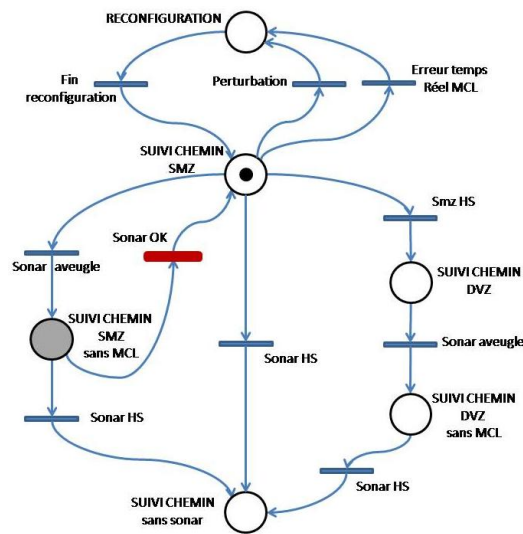 RECONFIGURATION
Fin
reconfiguration
Perturbation
Erreur temps
Réel MCL
SUIVI CHEMIN
SMZ
Smz HS
Sonar OK
Sonar aveugle
SUIVI CHEMIN
DVZ
SUIVI CHEMIN
SMZ
sans MCL
Sonar HS
Sonar aveugle
Sonar HS
SUIVI CHEMIN
DVZ
sans MCL
Sonar HS
SUIVI CHEMIN
sans sonar